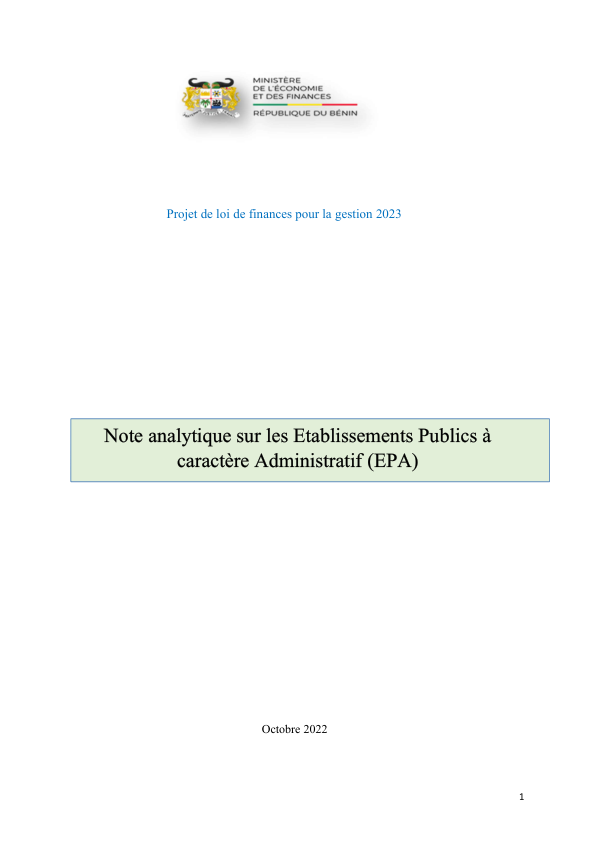 MINISTÈRE
DE L'ÉCONOMIE
ET DES FINANCES
RÉPUBLIQUE DU BÉNIN
Projet de loi de finances pour la gestion 2023
Note analytique sur les Etablissements Publics à
caractère Administratif (EPA)
Octobre 2022
1